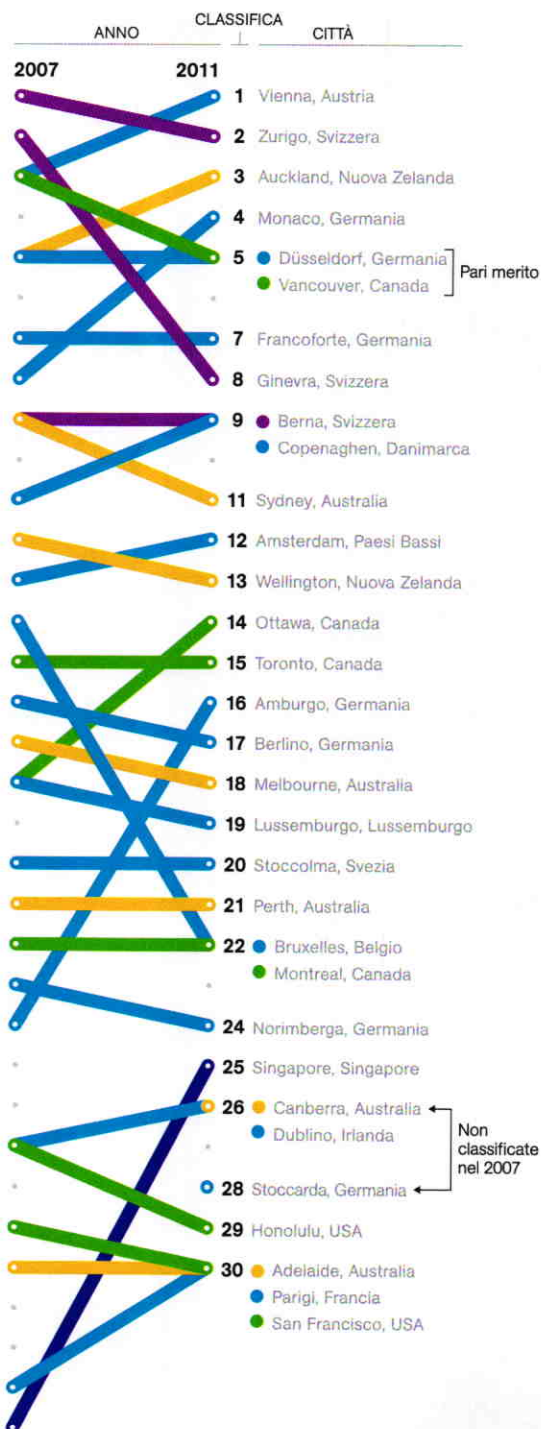 CLASSIFICA
ANNO CITTÀ
2007 2011
1 Vienna, Austria
2 Zurigo, Svizzera
3 Auckland, Nuova Zelanda
4 Monaco, Germania
5 Düsseldorf, Germania
Vancouver, Canada
Pari merito
7 Francoforte, Germania
8 Ginevra, Svizzera
9 Berna, Svizzera
Copenaghen, Danimarca
11 Sydney, Australia
12 Amsterdam, Paesi Bassi
13 Wellington, Nuova Zelanda
14 Ottawa, Canada
15 Toronto, Canada
16 Amburgo, Germania
17 Berlino, Germania
18 Melbourne, Australia
19 Lussemburgo, Lussemburgo
20 Stoccolma, Svezia
21 Perth, Australia
22 Bruxelles, Belgio
Montreal, Canada
24 Norimberga, Germania
25 Singapore, Singapore
26 Canberra, Australia
Dublino, Irlanda
Non
classificate
nel 2007
28 Stoccarda, Germania
29 Honolulu, USA
30 Adelaide, Australia
Parigi, Francia
San Francisco, USA